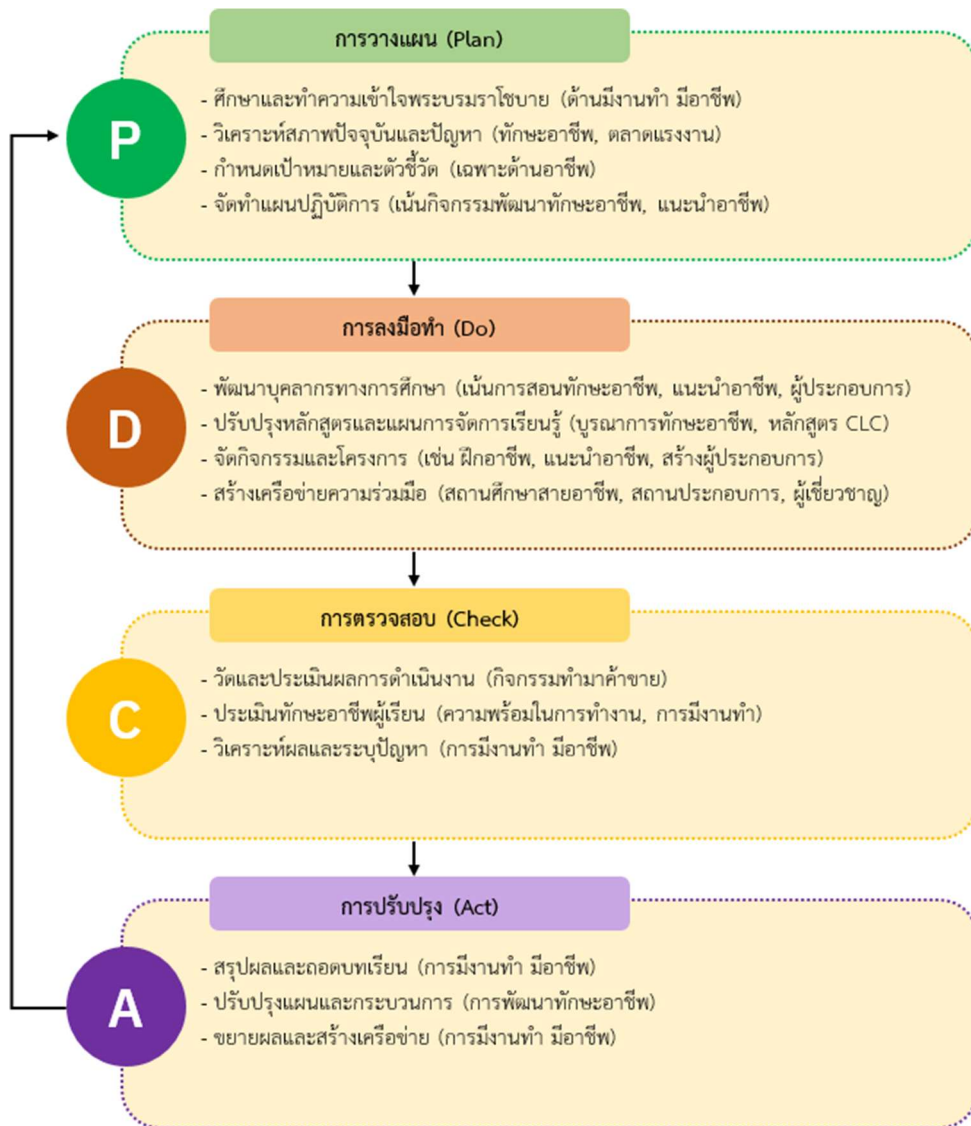 การวางแผน (Plan)
P
- ศึกษาและทำความเข้าใจพระบรมราโชบาย (ด้านมีงานทำ มีอาชีพ)
- วิเคราะห์สภาพปัจจุบันและปัญหา (ทักษะอาชีพ, ตลาดแรงงาน)
- กำหนดเป้าหมายและตัวชี้วัด (เฉพาะด้านอาชีพ)
- จัดทำแผนปฏิบัติการ (เน้นกิจกรรมพัฒนาทักษะอาชีพ, แนะนำอาชีพ)
การลงมือทำ (Do)
D
- พัฒนาบุคลากรทางการศึกษา (เน้นการสอนทักษะอาชีพ, แนะนำอาชีพ, ผู้ประกอบการ)
- ปรับปรุงหลักสูตรและแผนการจัดการเรียนรู้ (บูรณาการทักษะอาชีพ, หลักสูตร CLC)
- จัดกิจกรรมและโครงการ (เช่น ฝึกอาชีพ, แนะนำอาชีพ, สร้างผู้ประกอบการ)
- สร้างเครือข่ายความร่วมมือ (สถานศึกษาสายอาชีพ, สถานประกอบการ, ผู้เชี่ยวชาญ)
การตรวจสอบ (Check)
C
- วัดและประเมินผลการดำเนินงาน (กิจกรรมทำมาค้าขาย)
- ประเมินทักษะอาชีพผู้เรียน (ความพร้อมในการทำงาน, การมีงานทำ)
- วิเคราะห์ผลและระบุปัญหา (การมีงานทำ มีอาชีพ)
การปรับปรุง (Act)
A
- สรุปผลและถอดบทเรียน (การมีงานทำ มีอาชีพ)
- ปรับปรุงแผนและกระบวนการ (การพัฒนาทักษะอาชีพ)
- ขยายผลและสร้างเครือข่าย (การมีงานทำ มีอาชีพ)